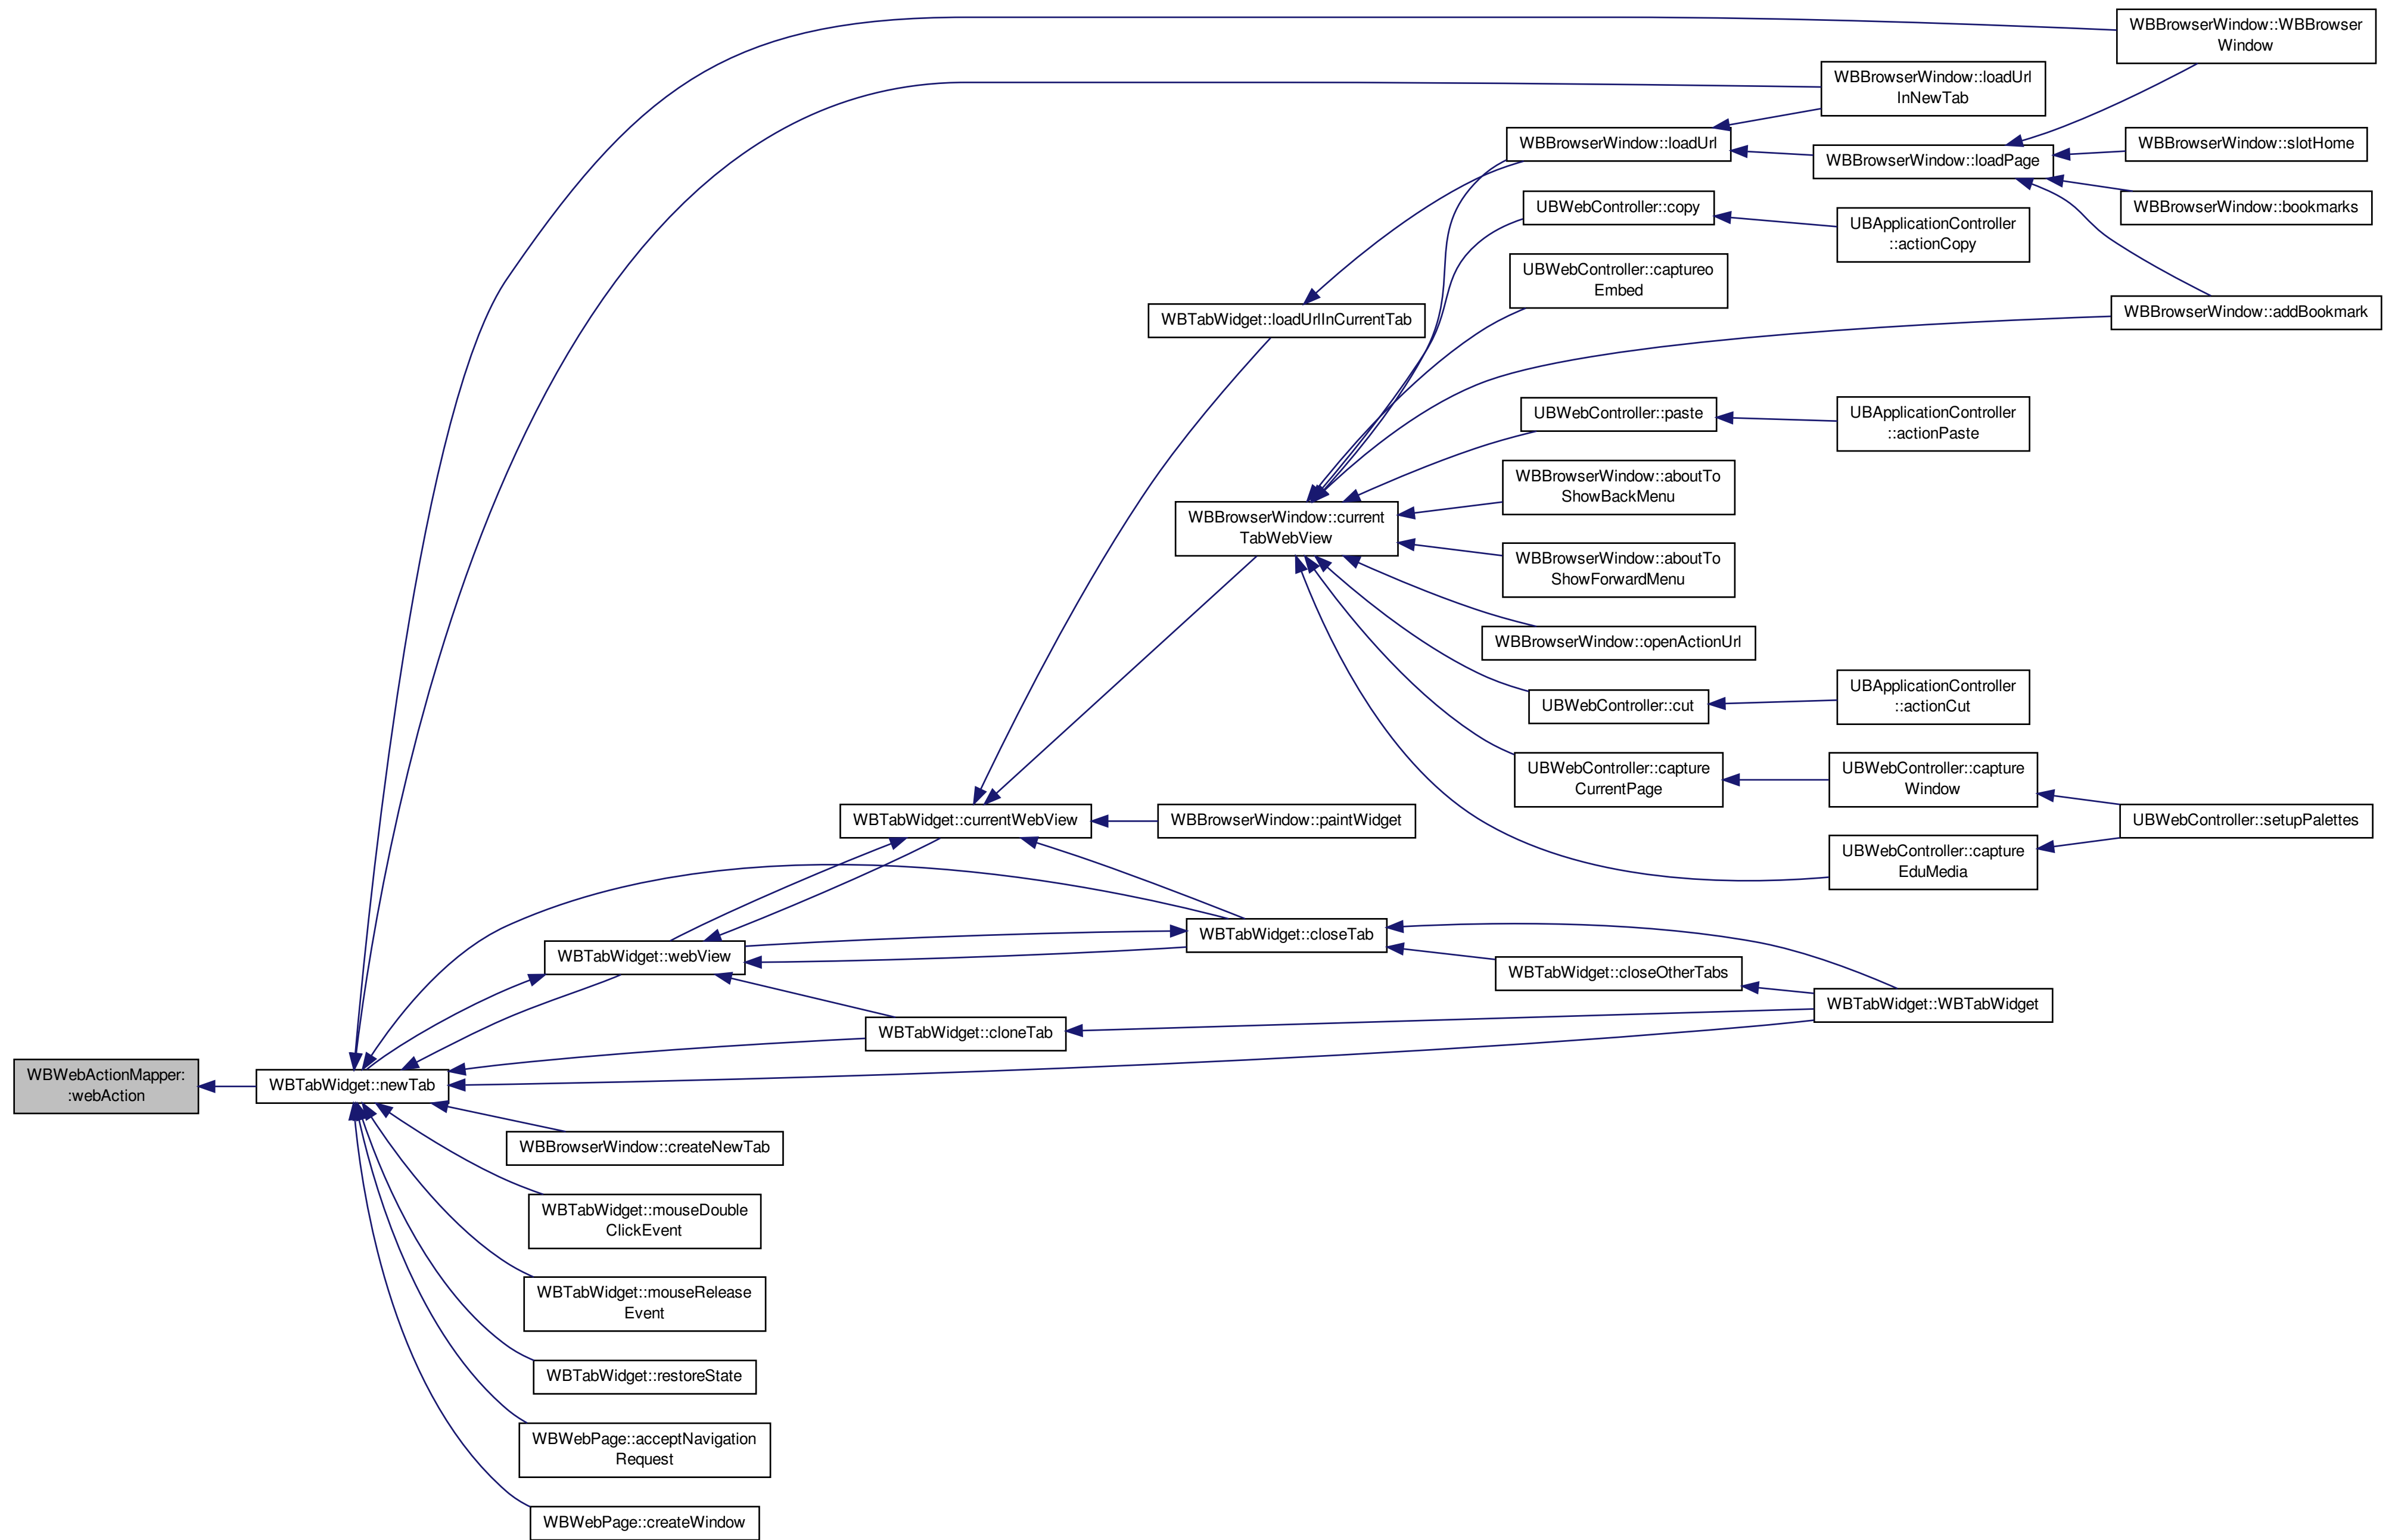 WBBrowserWindow::WBBrowser
Window
WBBrowserWindow::loadUrl
InNewTab
WBBrowserWindow::loadUrl
WBBrowserWindow::loadPage
WBBrowserWindow::slotHome
WBBrowserWindow::bookmarks
UBWebController::copy
UBApplicationController
::actionCopy
UBWebController::captureo
Embed
WBTabWidget::loadUrlInCurrentTab
WBBrowserWindow::addBookmark
UBWebController::paste
UBApplicationController
::actionPaste
WBBrowserWindow::aboutTo
ShowBackMenu
WBBrowserWindow::current
TabWebView
WBBrowserWindow::aboutTo
ShowForwardMenu
WBBrowserWindow::openActionUrl
UBWebController::cut
UBApplicationController
::actionCut
UBWebController::capture
CurrentPage
UBWebController::capture
Window
WBTabWidget::currentWebView
WBBrowserWindow::paintWidget
UBWebController::setupPalettes
UBWebController::capture
EduMedia
WBTabWidget::closeTab
WBTabWidget::webView
WBTabWidget::closeOtherTabs
WBTabWidget::WBTabWidget
WBTabWidget::cloneTab
WBWebActionMapper:
:webAction
WBTabWidget::newTab
WBBrowserWindow::createNewTab
WBTabWidget::mouseDouble
ClickEvent
WBTabWidget::mouseRelease
Event
WBTabWidget::restoreState
WBWebPage::acceptNavigation
Request
WBWebPage::createWindow